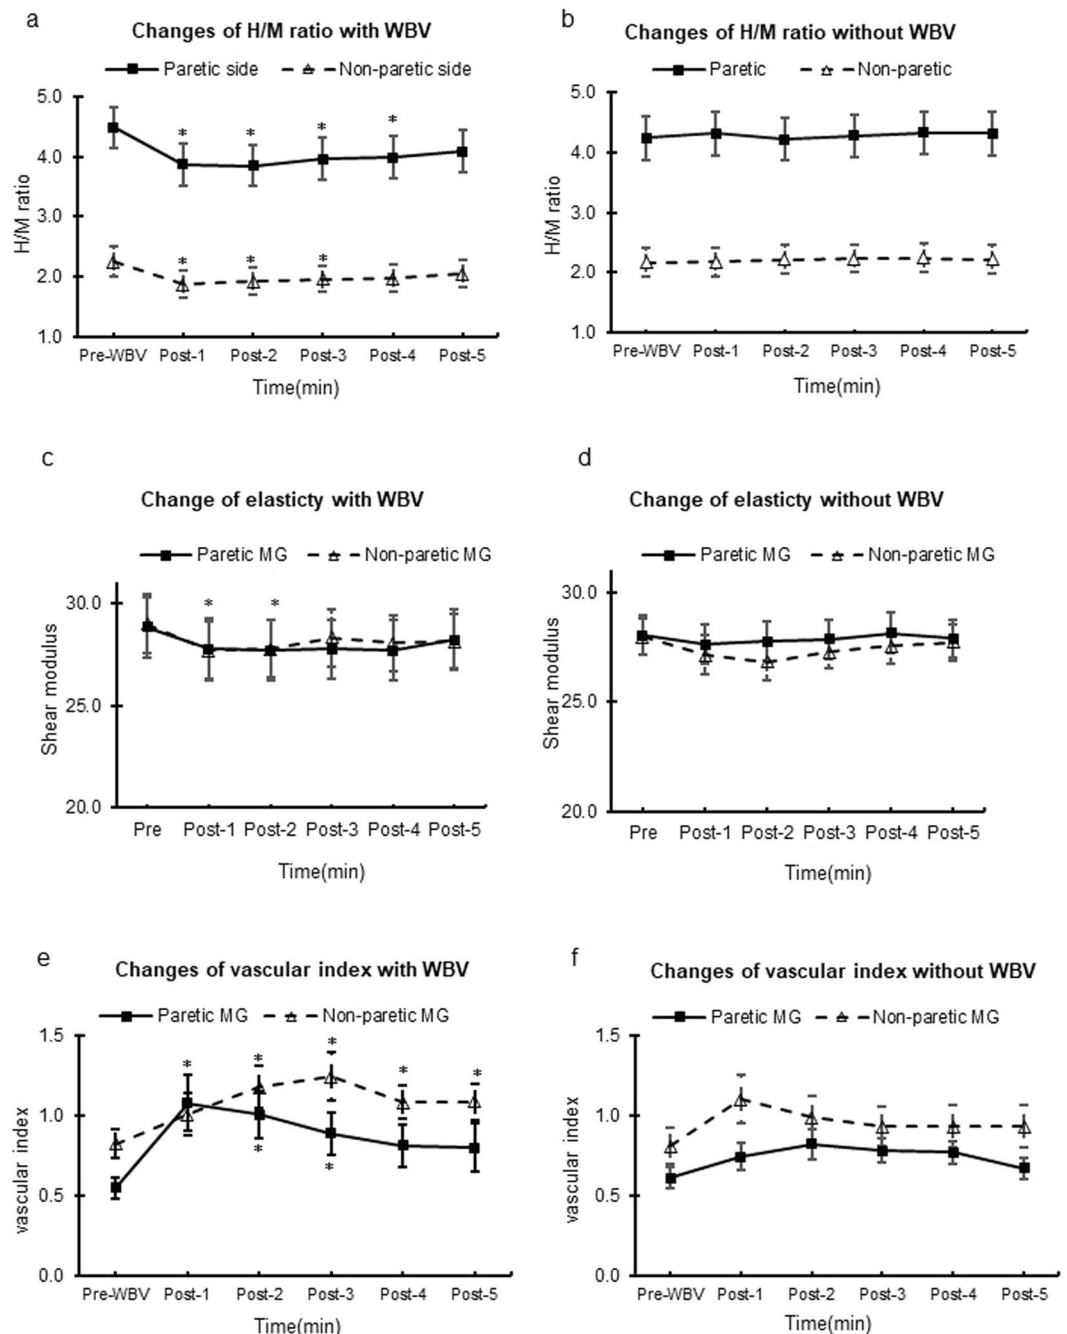 a
Changes of H/M ratio with WBV
Paretic side Non-paretic side
5.0
* * * *
4.0
3.0
* * *
2.0
1.0
H/M ratio
Pre-WBV Post-1 Post-2 Post-3 Post-4 Post-5
Time(min)
b
Changes of H/M ratio without WBV
Paretic Non-paretic
5.0
4.0
3.0
2.0
1.0
H/M ratio
Pre-WBV Post-1 Post-2 Post-3 Post-4 Post-5
Time(min)
c
Change of elasticty with WBV
Paretic MG Non-paretic MG
30.0
* *
25.0
20.0
Shear modulus
Pre Post-1 Post-2 Post-3 Post-4 Post-5
Time(min)
d
Change of elasticty without WBV
Paretic MG Non-paretic MG
30.0
25.0
20.0
Shear modulus
Pre Post-1 Post-2 Post-3 Post-4 Post-5
Time(min)
e
Changes of vascular index with WBV
Paretic MG Non-paretic MG
1.5
* * * * *
1.0
* *
0.5
0.0
vascular index
Pre-WBV Post-1 Post-2 Post-3 Post-4 Post-5
Time(min)
f
Changes of vascular index without WBV
Paretic MG Non-paretic MG
1.5
1.0
0.5
0.0
vascular index
Pre-WBV Post-1 Post-2 Post-3 Post-4 Post-5
Time(min)